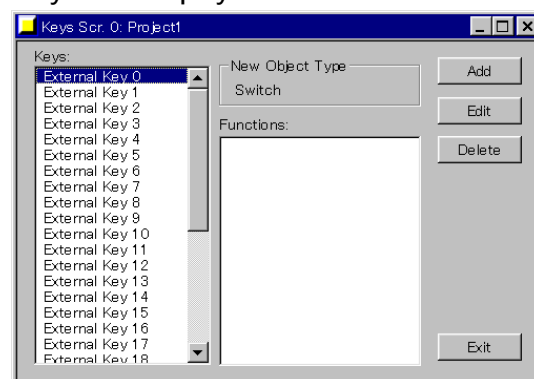 Keys Scr. 0: Project1
Keys:
External Key 0
External Key 1
External Key 2
External Key 3
External Key 4
External Key 5
External Key 6
External Key 7
External Key 8
External Key 9
External Key 10
External Key 11
External Key 12
External Key 13
External Key 14
External Key 15
External Key 16
External Key 17
External Key 18
New Object Type
Switch
Functions:
Add
Edit
Delete
Exit